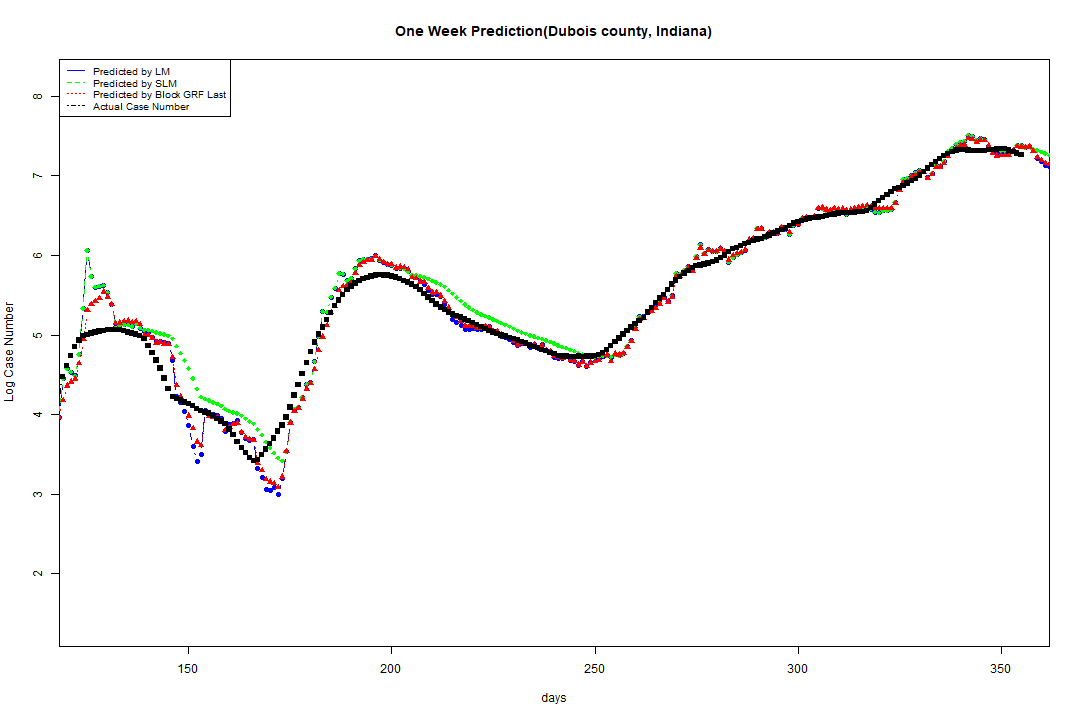 One Week Prediction(Dubois county, Indiana)
Predicted by LM
Predicted by SLM
Predicted by Block GRF Last
Actual Case Number
Log Case Number
8
7
6
5
4
3
2
150 200 250 300 350
days